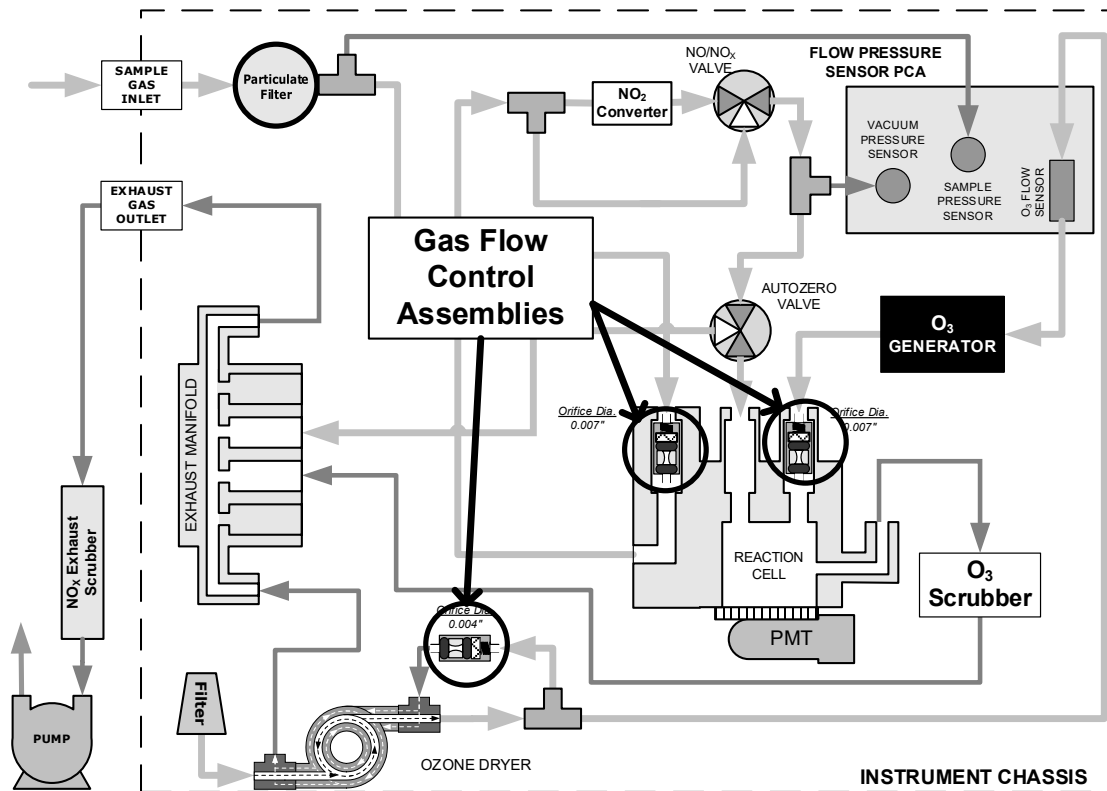 SAMPLE
GAS
INLET
Particulate
Filter
NO/NOX
VALVE
FLOW PRESSURE
SENSOR PCA
NO2
Converter
VACUUM
PRESSURE
SENSOR
SAMPLE
PRESSURE
SENSOR
O3 FLOW
SENSOR
EXHAUST
GAS
OUTLET
Gas Flow
Control
Assemblies
AUTOZERO
VALVE
O3
GENERATOR
EXHAUST MANIFOLD
Orifice Dia.
0.007"
Orifice Dia.
0.007"
NOX Exhaust
Scrubber
REACTION
CELL
O3
Scrubber
Orifice Dia.
0.004"
PMT
Filter
PUMP
OZONE DRYER
INSTRUMENT CHASSIS